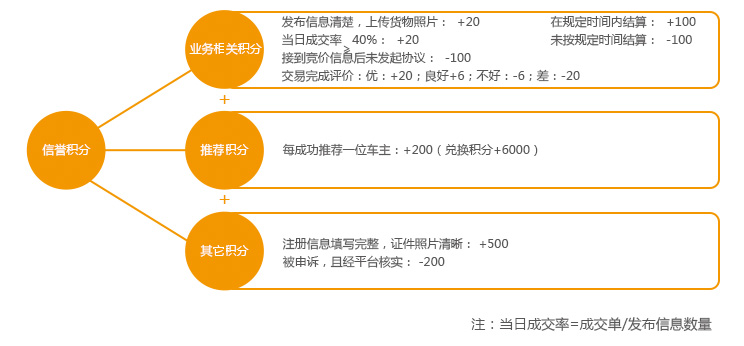 业务相关积分
发布信息清楚，上传货物照片： +20 在规定时间内结算： +100
当日成交率≥40%： +20 未按规定时间结算： -100
接到竞价信息后未发起协议： -100
交易完成评价：优：+20；良好+6；不好：-6；差：-20
+
信誉积分
推荐积分
每成功推荐一位车主：+200（兑换积分+6000）
+
其它积分
注册信息填写完整，证件照片清晰： +500
被申诉，且经平台核实： -200
注：当日成交率=成交单/发布信息数量